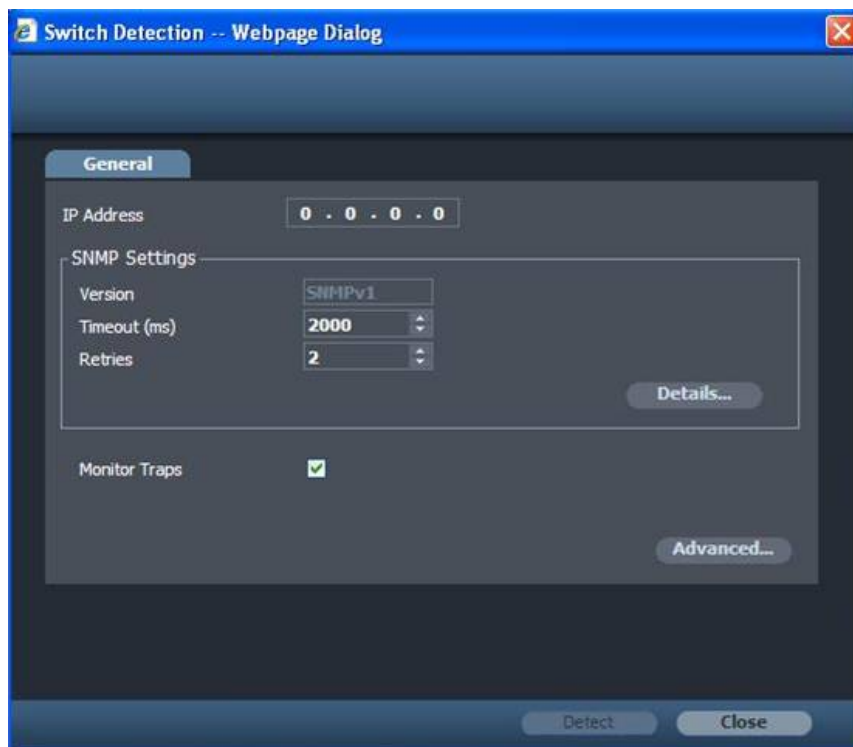 Switch Detection -- Webpage Dialog
General
IP Address 0 . 0 . 0 . 0
SNMP Settings
Version SNMPv1
Timeout (ms) 2000
Retries 2
Details...
Monitor Traps
Advanced...
Detect Close